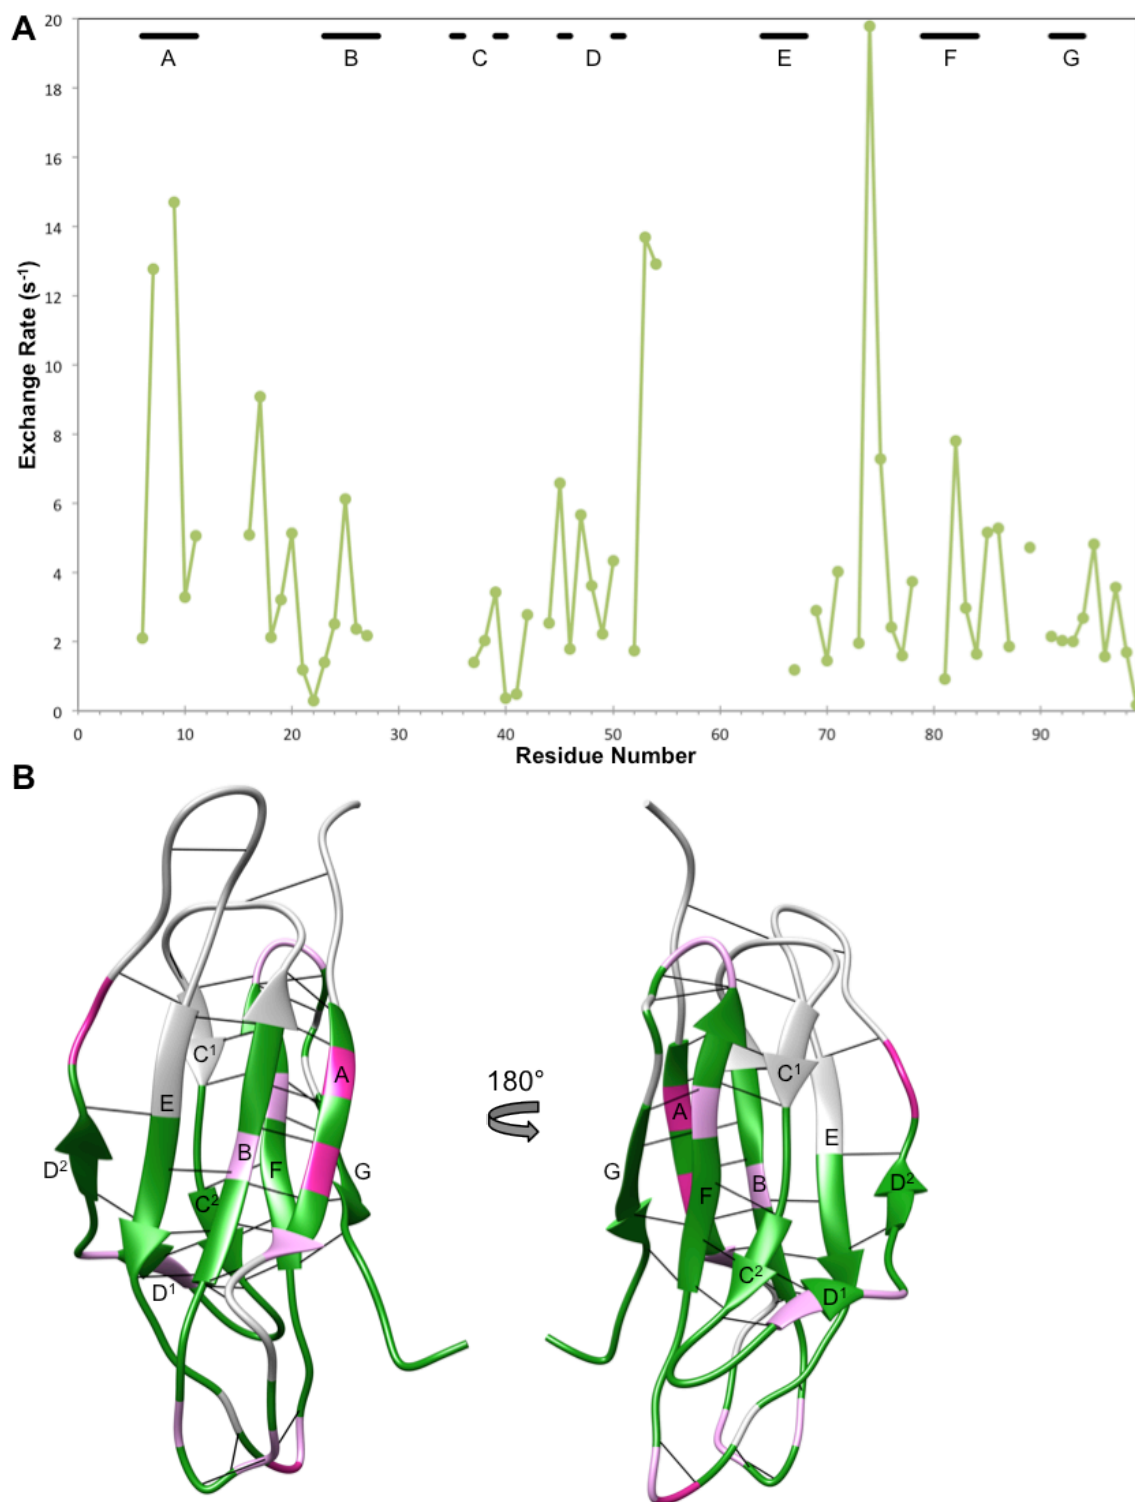 A
20
A B C D E F G
18
16
14
12
10
8
6
4
2
0
Exchange Rate (s⁻¹)
0 10 20 30 40 50 60 70 80 90
Residue Number
B
C¹ A E B F G D² C² D¹
180°
C¹ A E G F B D² C² D¹